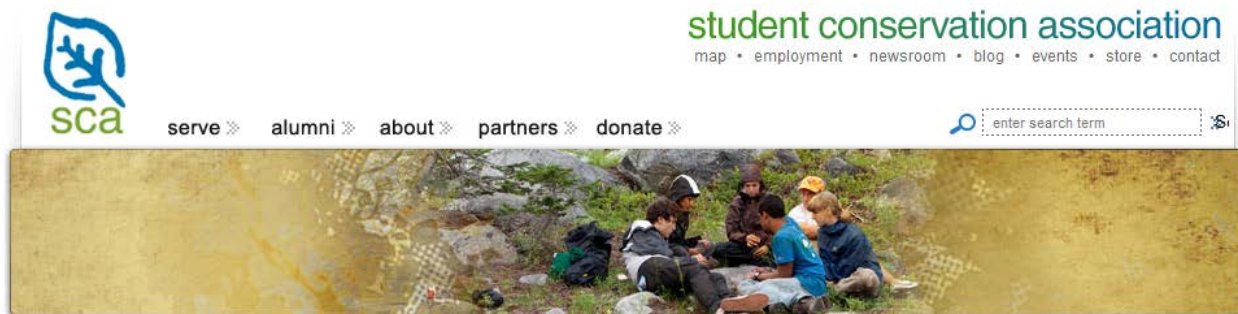 student conservation association
map • employment • newsroom • blog • events • store • contact
sca
serve » alumni » about » partners » donate »
enter search term